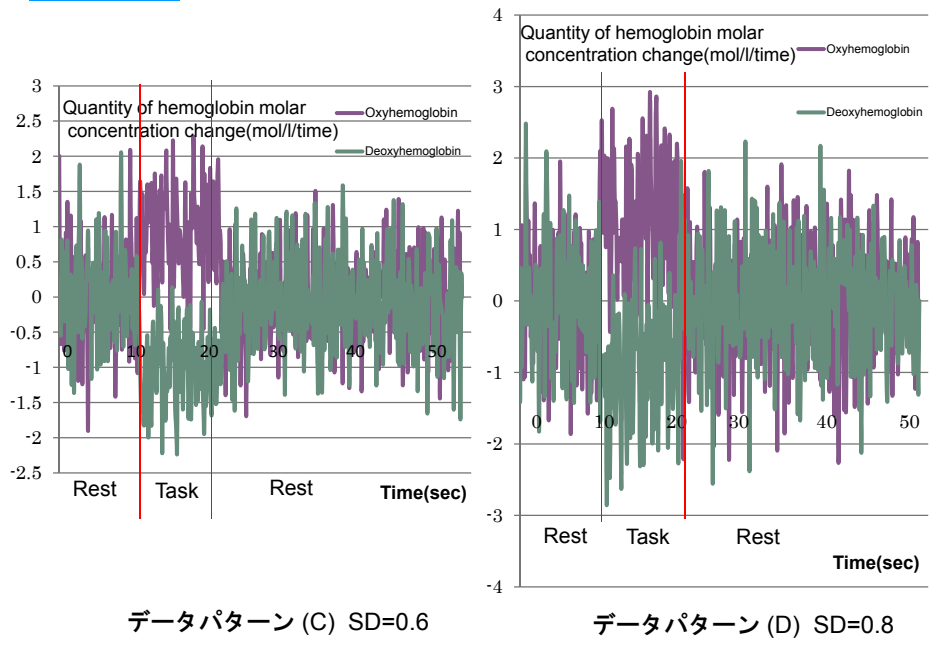 Quantity of hemoglobin molar
concentration change(mol/l/time)
Oxyhemoglobin
Deoxyhemoglobin
3
2.5
2
1.5
1
0.5
0
-0.5
-1
-1.5
-2
-2.5
0 10 20 30 40 50
Rest Task Rest
Time(sec)
データパターン (C) SD=0.6
Quantity of hemoglobin molar
concentration change(mol/l/time)
Oxyhemoglobin
Deoxyhemoglobin
4
3
2
1
0
-1
-2
-3
-4
0 10 20 30 40 50
Rest Task Rest
Time(sec)
データパターン (D) SD=0.8